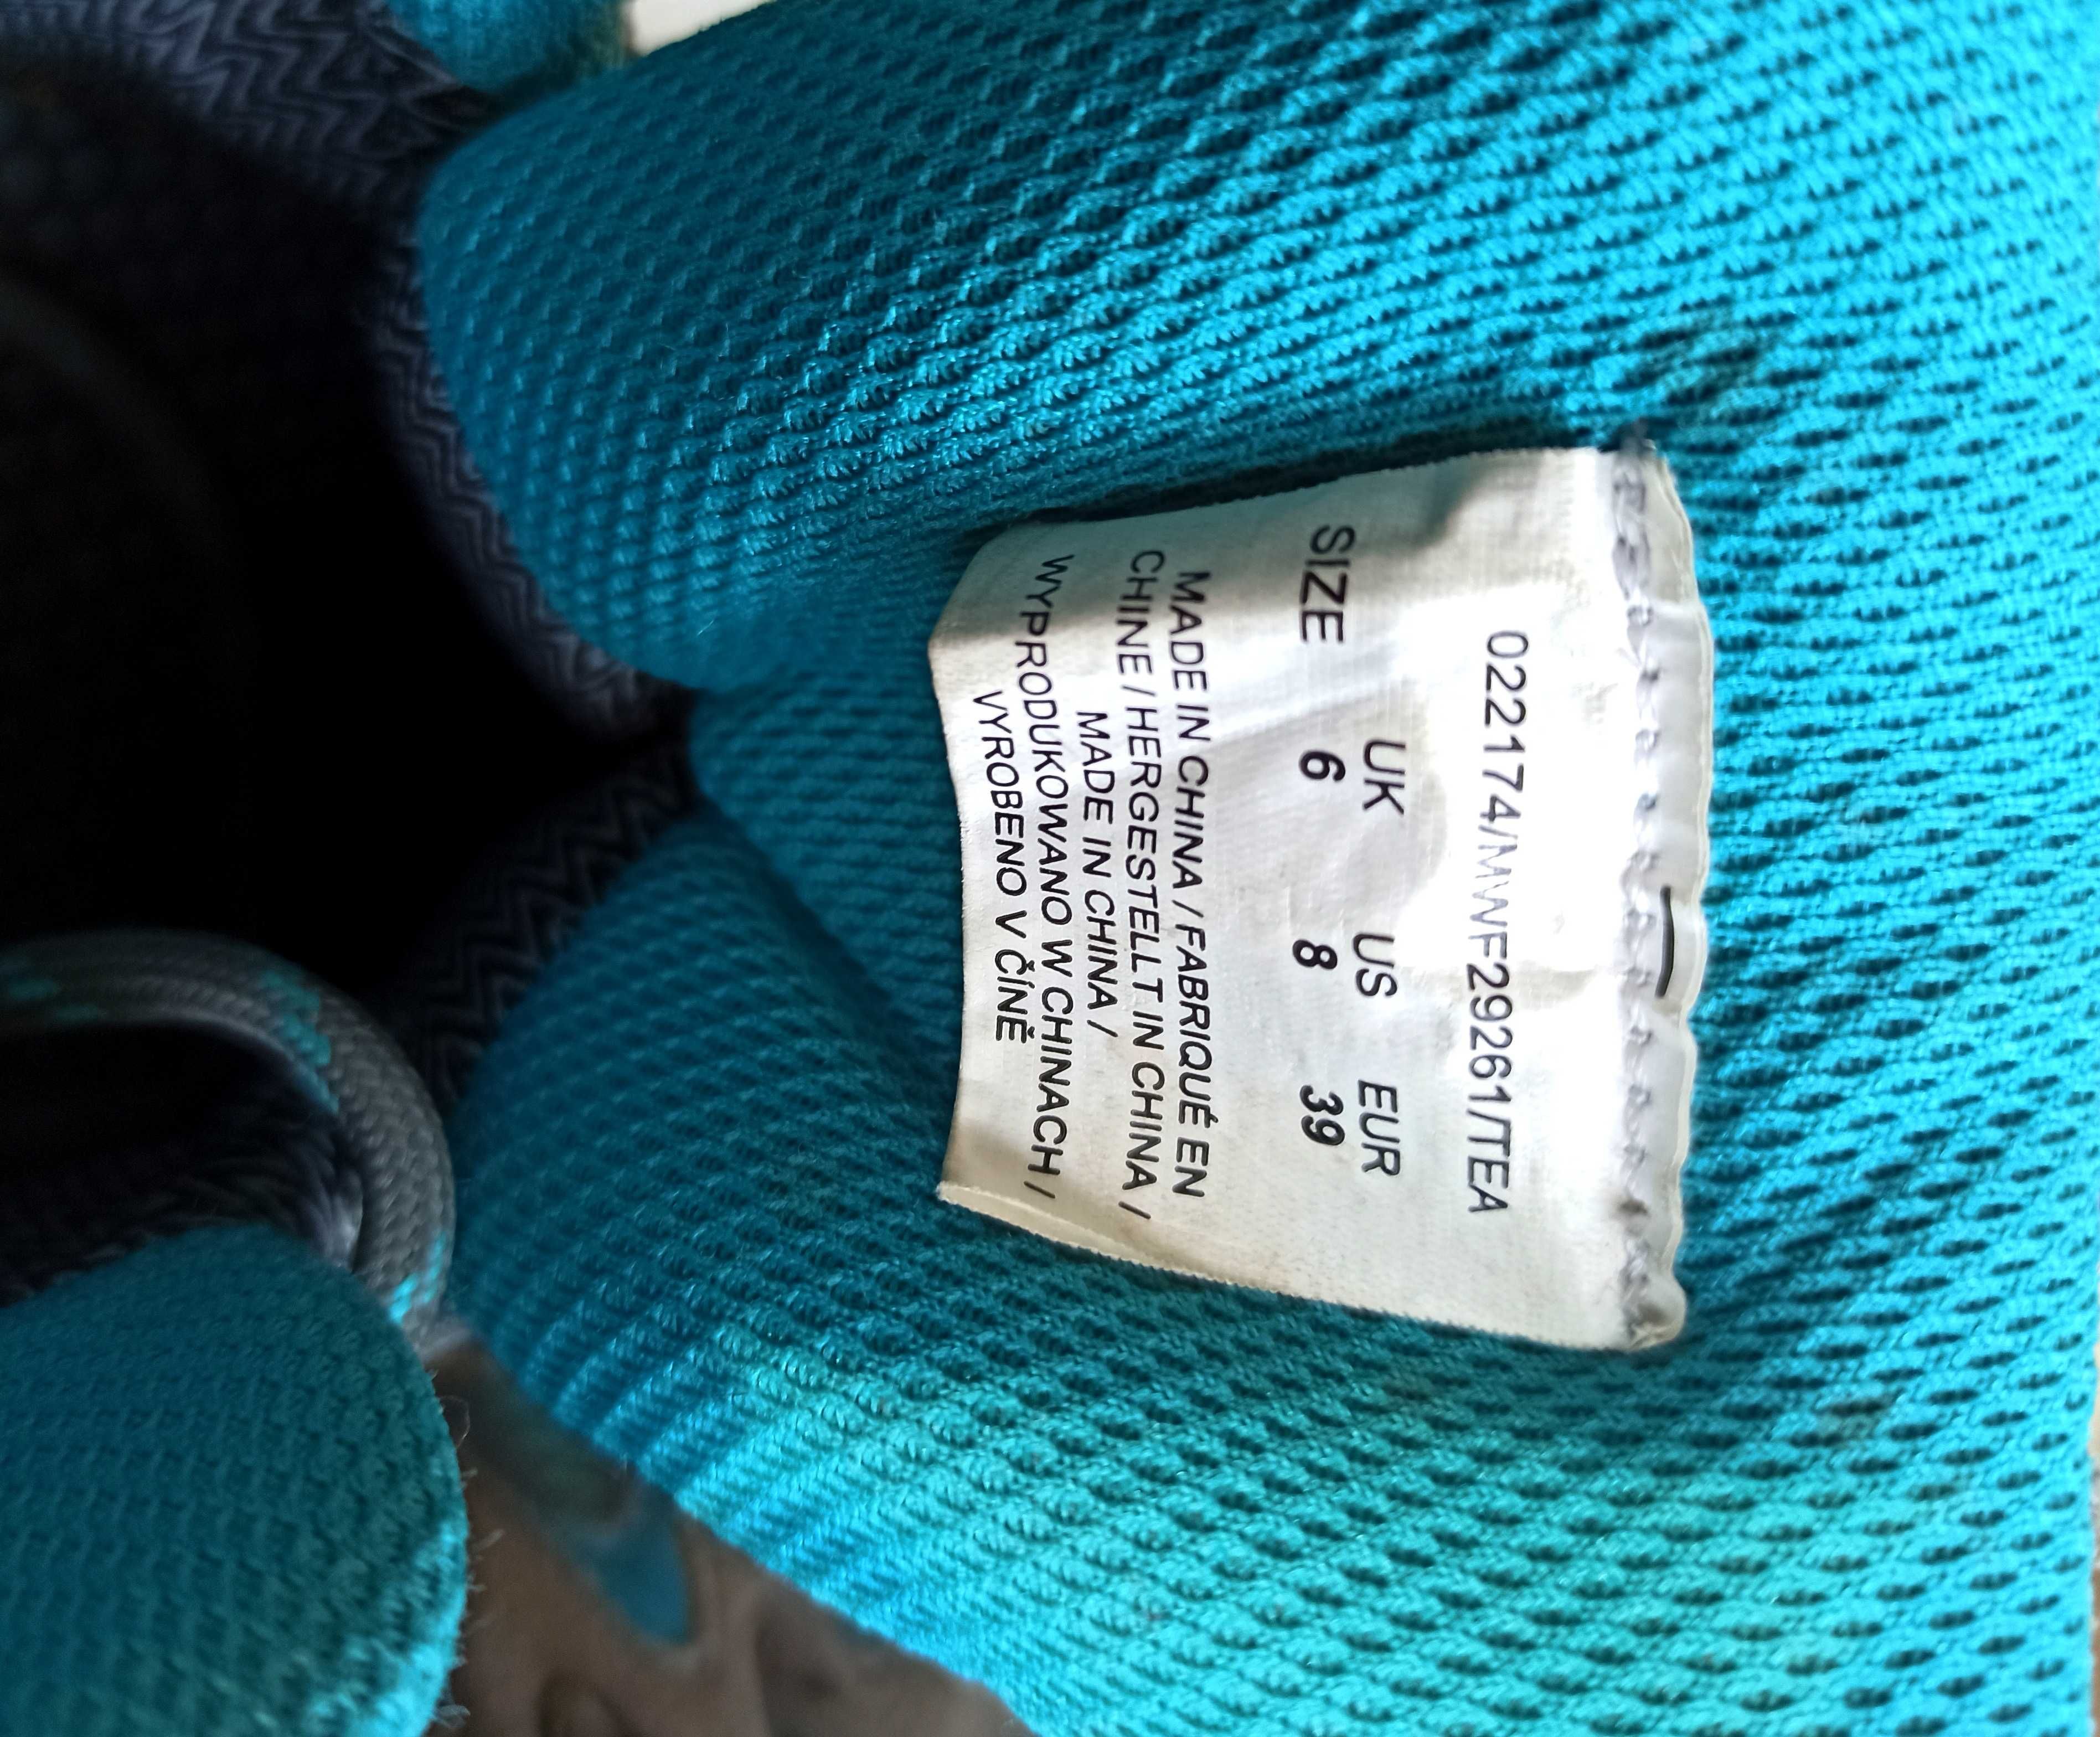 022174/MWF29261/TEA
UK US EUR
SIZE 6 8 39
MADE IN CHINA / FABRIQUÉ EN
CHINE / HERGESTELLT IN CHINA /
MADE IN CHINA /
WYPRODUKOWANO W CHINACH /
VYROBENO V ČÍNĚ